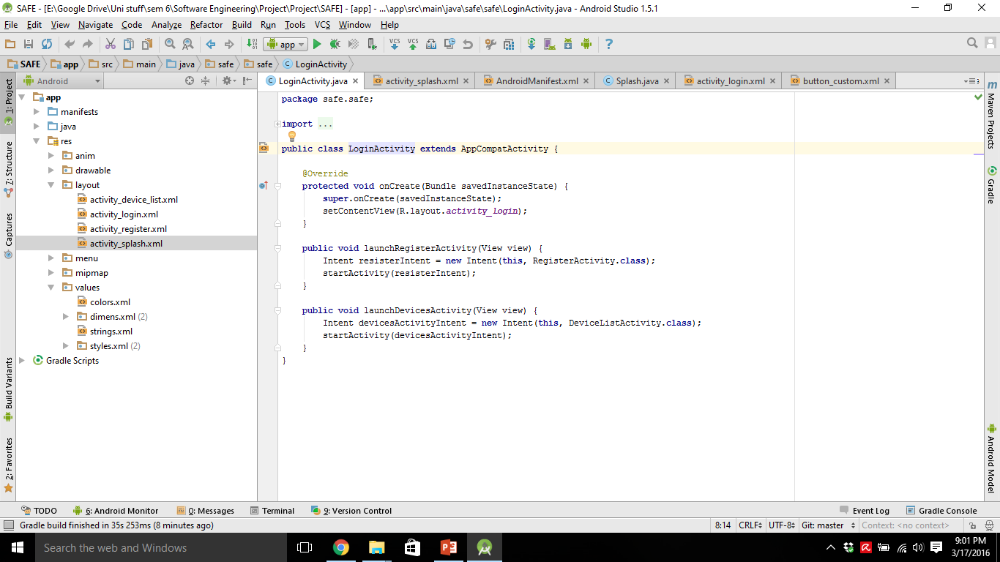 SAFE - [E:\Google Drive\Uni stuff\sem 6\Software Engineering\Project\Project\SAFE] - [app] - ...\app\src\main\java\safe\safe\LoginActivity.java - Android Studio 1.5.1
File Edit View Navigate Code Analyze Refactor Build Run Tools VCS Window Help
app
VCS VCS
SAFE app src main java safe safe LoginActivity
Android
LoginActivity.java activity_splash.xml AndroidManifest.xml Splash.java activity_login.xml button_custom.xml
1: Project
7: Structure
Captures
Build Variants
2: Favorites
app
manifests
java
res
anim
drawable
layout
activity_device_list.xml
activity_login.xml
activity_register.xml
activity_splash.xml
menu
mipmap
values
colors.xml
dimens.xml (2)
strings.xml
styles.xml (2)
Gradle Scripts
package safe.safe;
import ...
public class LoginActivity extends AppCompatActivity {
@Override
protected void onCreate(Bundle savedInstanceState) {
super.onCreate(savedInstanceState);
setContentView(R.layout.activity_login);
}
public void launchRegisterActivity(View view) {
Intent resisterIntent = new Intent(this, RegisterActivity.class);
startActivity(resisterIntent);
}
public void launchDevicesActivity(View view) {
Intent devicesActivityIntent = new Intent(this, DeviceListActivity.class);
startActivity(devicesActivityIntent);
}
}
Maven Projects
Gradle
Android Model
TODO 6: Android Monitor 0: Messages Terminal 9: Version Control Event Log Gradle Console
Gradle build finished in 35s 253ms (8 minutes ago) 8:14 CRLF UTF-8 Git: master Context: <no context>
Search the web and Windows
9:01 PM
3/17/2016